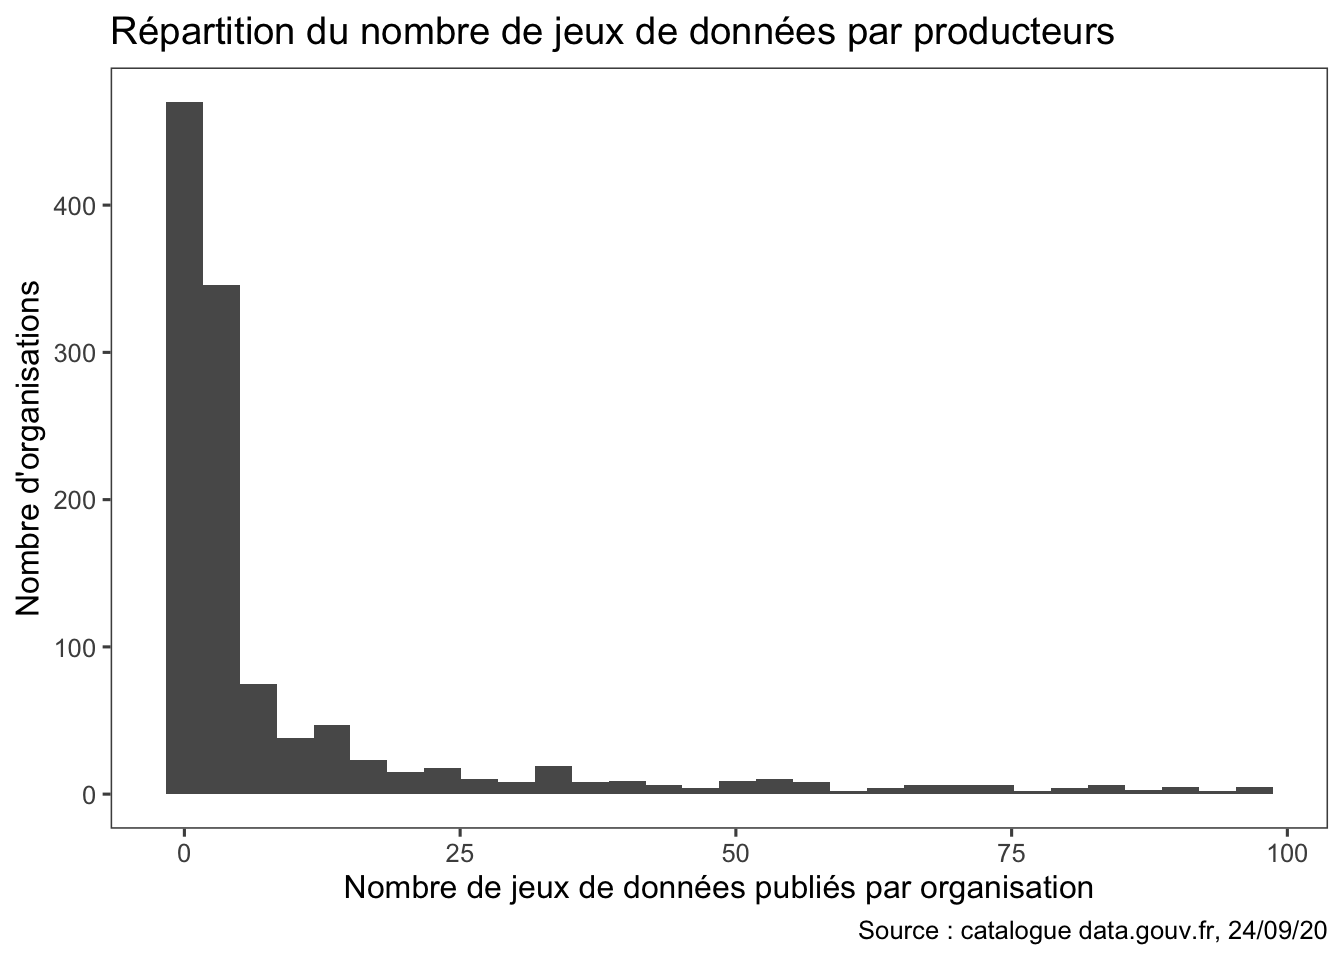 Répartition du nombre de jeux de données par producteurs
Nombre d'organisations
400
300
200
100
0
0 25 50 75 100
Nombre de jeux de données publiés par organisation
Source : catalogue data.gouv.fr, 24/09/20